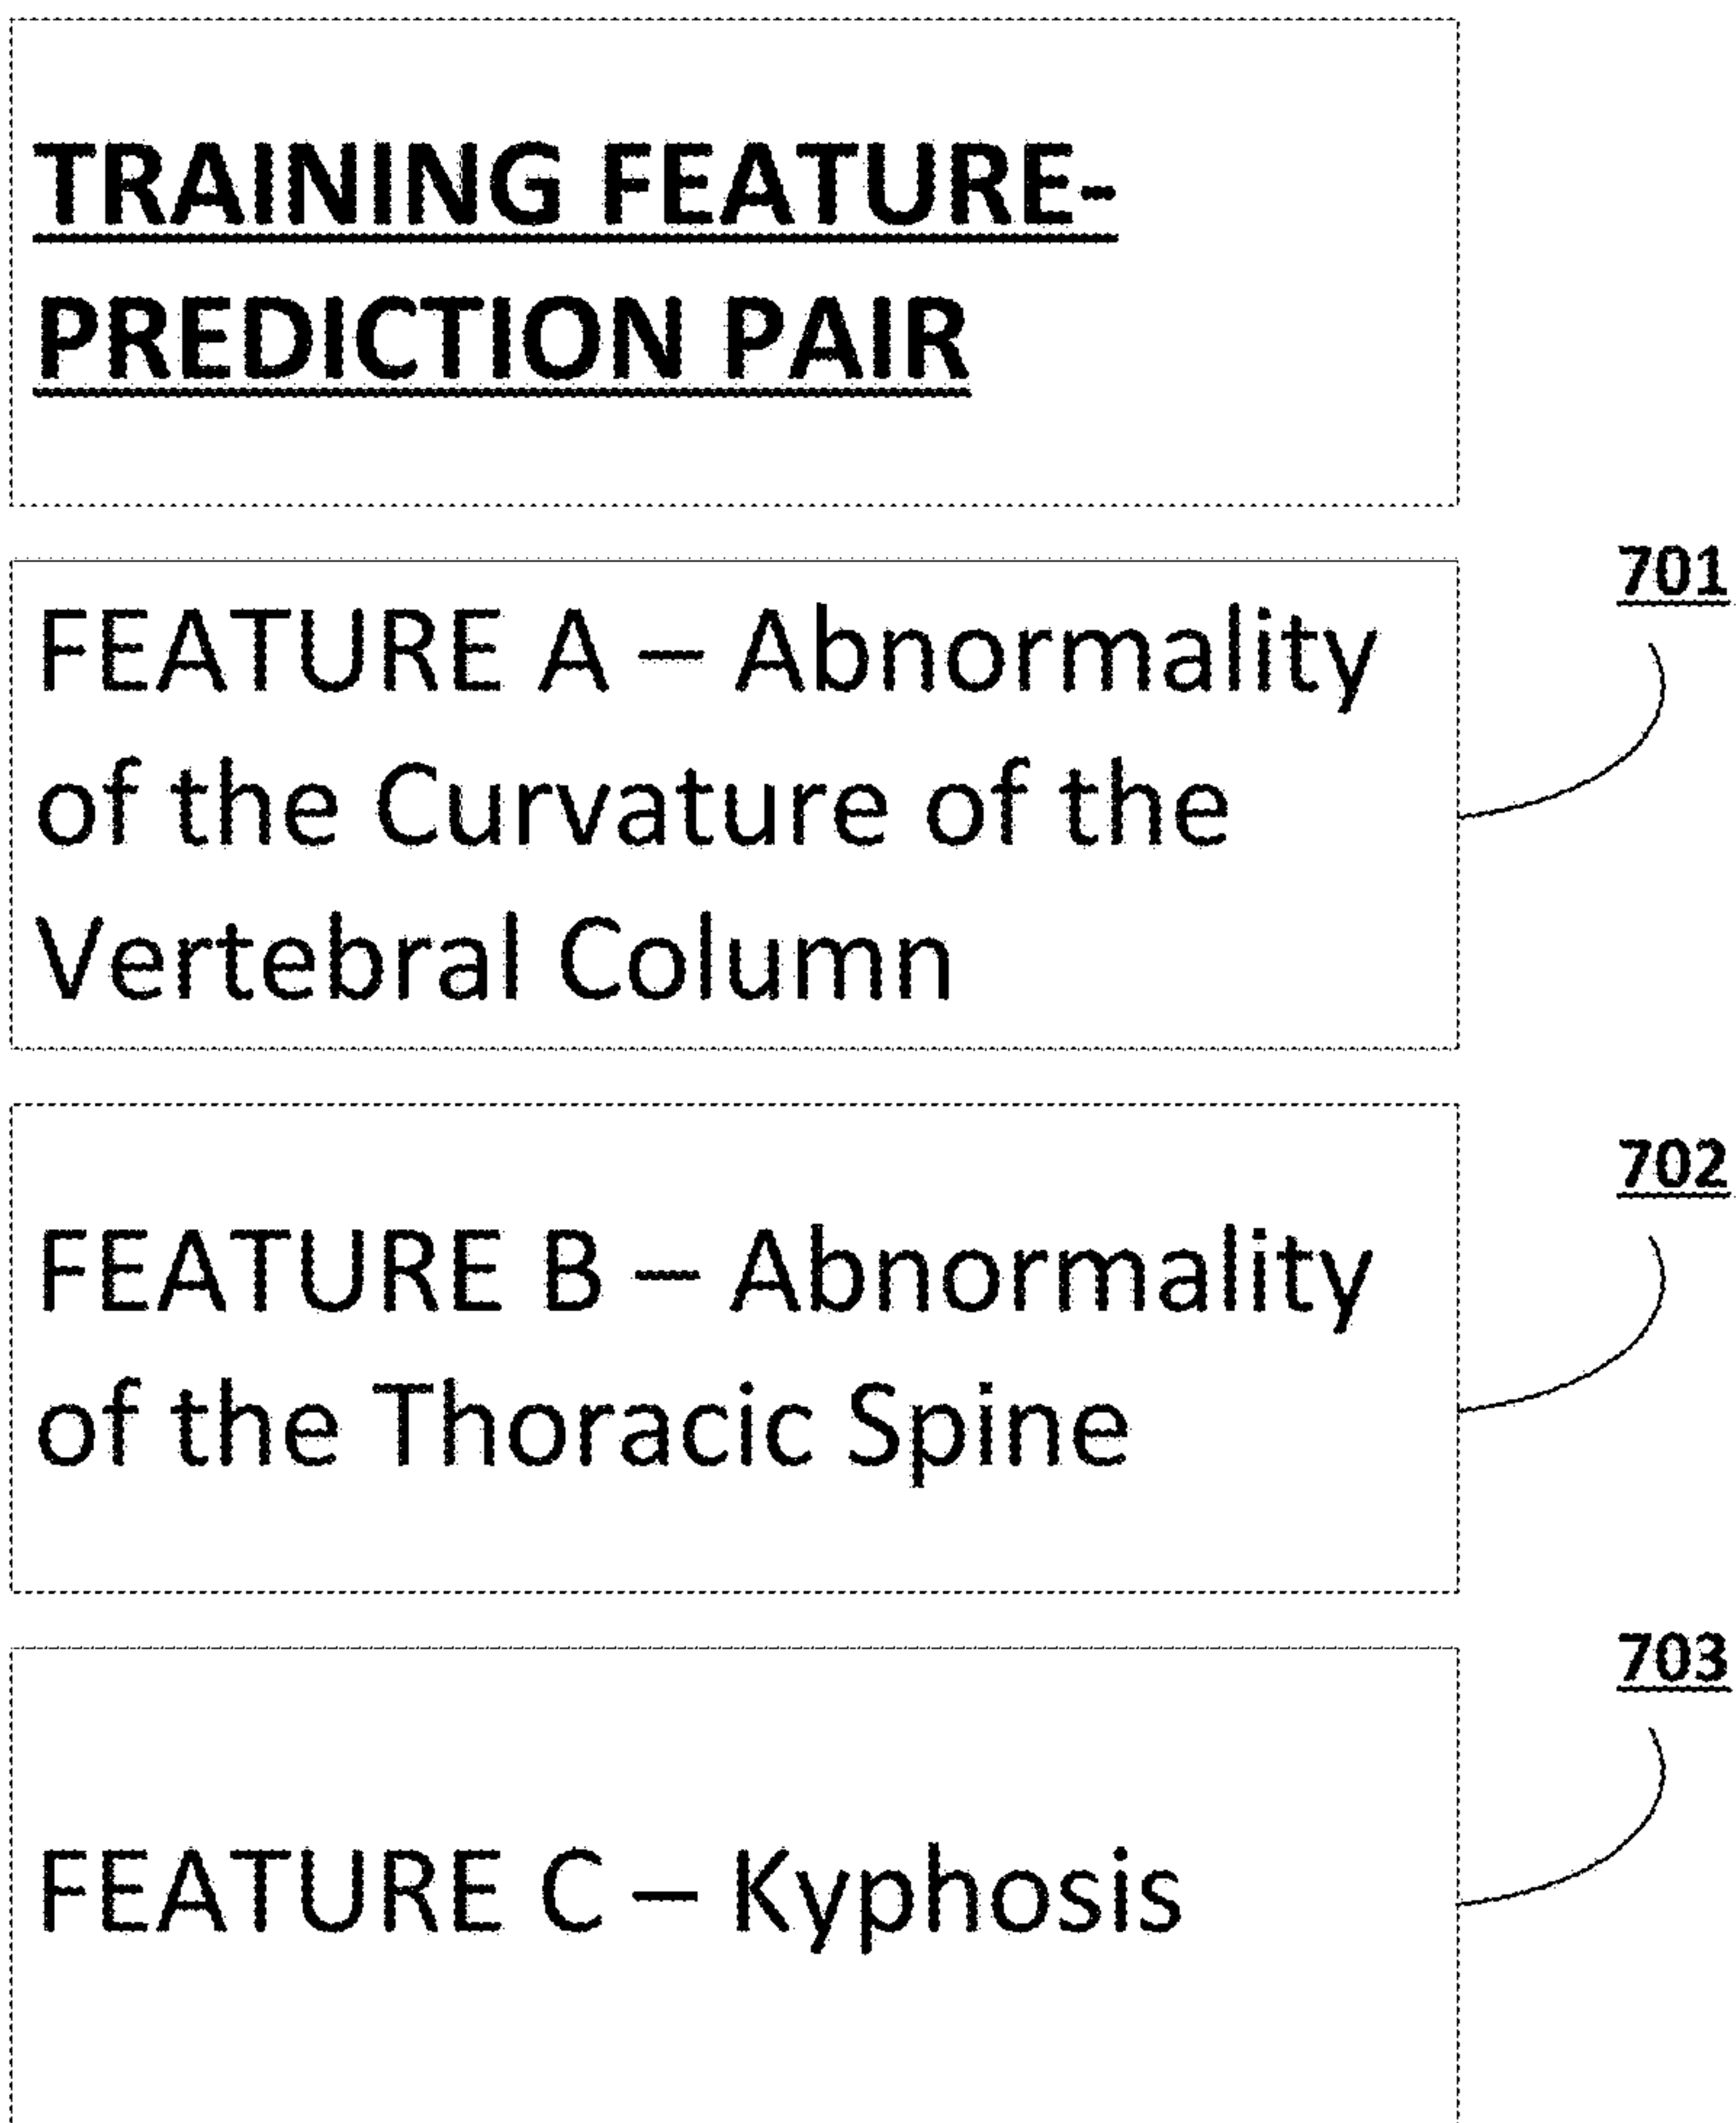 TRAINING FEATURE-
PREDICTION PAIR
701
FEATURE A – Abnormality
of the Curvature of the
Vertebral Column
702
FEATURE B – Abnormality
of the Thoracic Spine
703
FEATURE C – Kyphosis